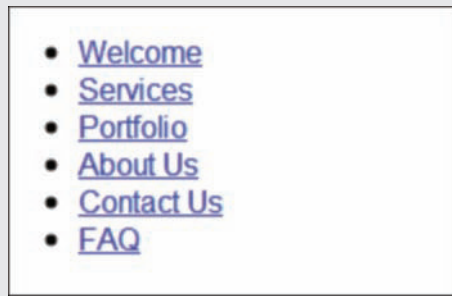 Welcome
Services
Portfolio
About Us
Contact Us
FAQ